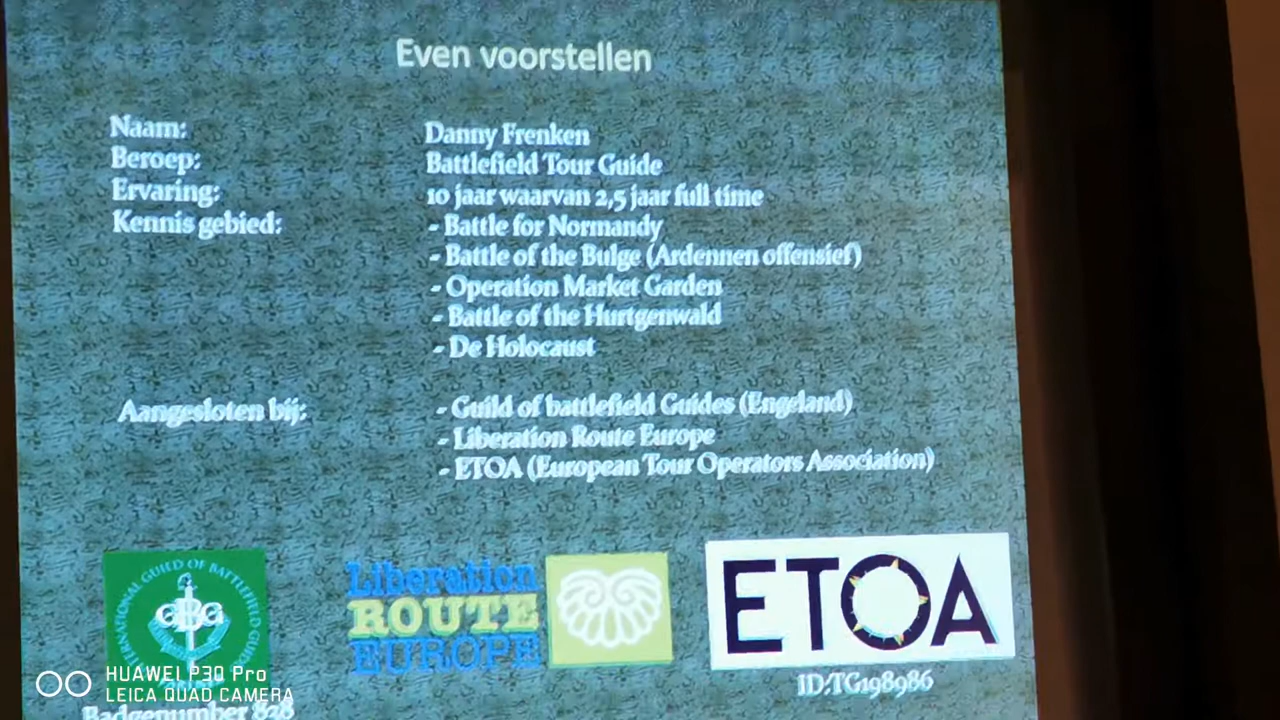 Even voorstellen
Naam: Danny Frenken
Beroep: Battlefield Tour Guide
Ervaring: 10 jaar waarvan 2,5 jaar full time
Kennis gebied: - Battle for Normandy
- Battle of the Bulge (Ardennen offensief)
- Operation Market Garden
- Battle of the Hurtgenwald
- De Holocaust
Aangesloten bij: - Guild of battlefield Guides (Engeland)
- Liberation Route Europe
- ETOA (European Tour Operators Association)
GUILD OF BATTLEFIELD
Liberation
ROUTE
EUROPE
ETOA
ID:TG198986
HUAWEI P30 Pro
LEICA QUAD CAMERA
Badgenumber 828